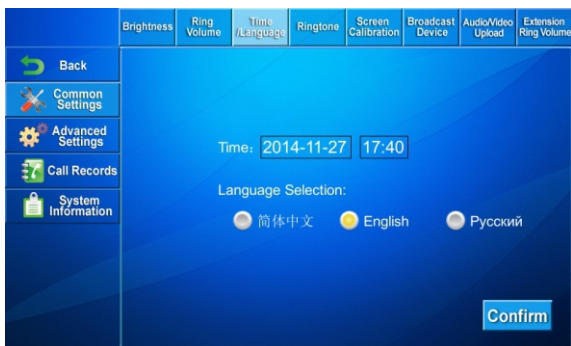 Brightness
Ring
Volume
Time
/Language
Ringtone
Screen
Calibration
Broadcast
Device
Audio/Video
Upload
Extension
Ring Volume
Back
Common
Settings
Advanced
Settings
Call Records
System
Information
Time: 2014-11-27 17:40
Language Selection:
简体中文 English Русский
Confirm